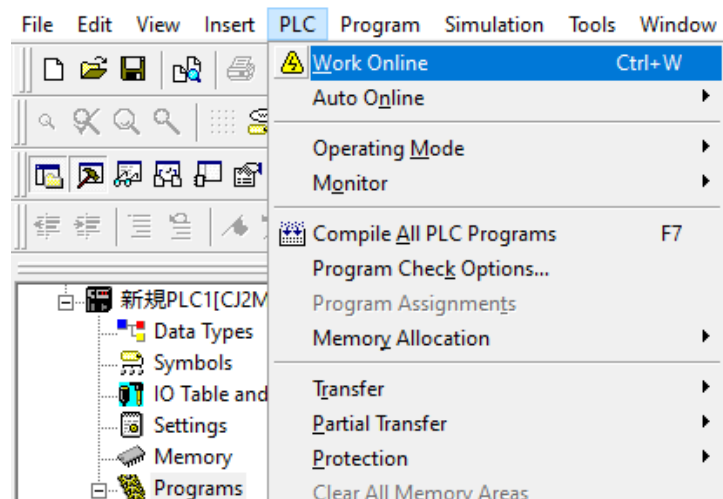 File Edit View Insert PLC Program Simulation Tools Window
Work Online Ctrl+W
Auto Online
Operating Mode
Monitor
Compile All PLC Programs F7
Program Check Options...
Program Assignments
Memory Allocation
Transfer
Partial Transfer
Protection
Clear All Memory Areas
新規PLC1[CJ2M
Data Types
Symbols
IO Table and
Settings
Memory
Programs